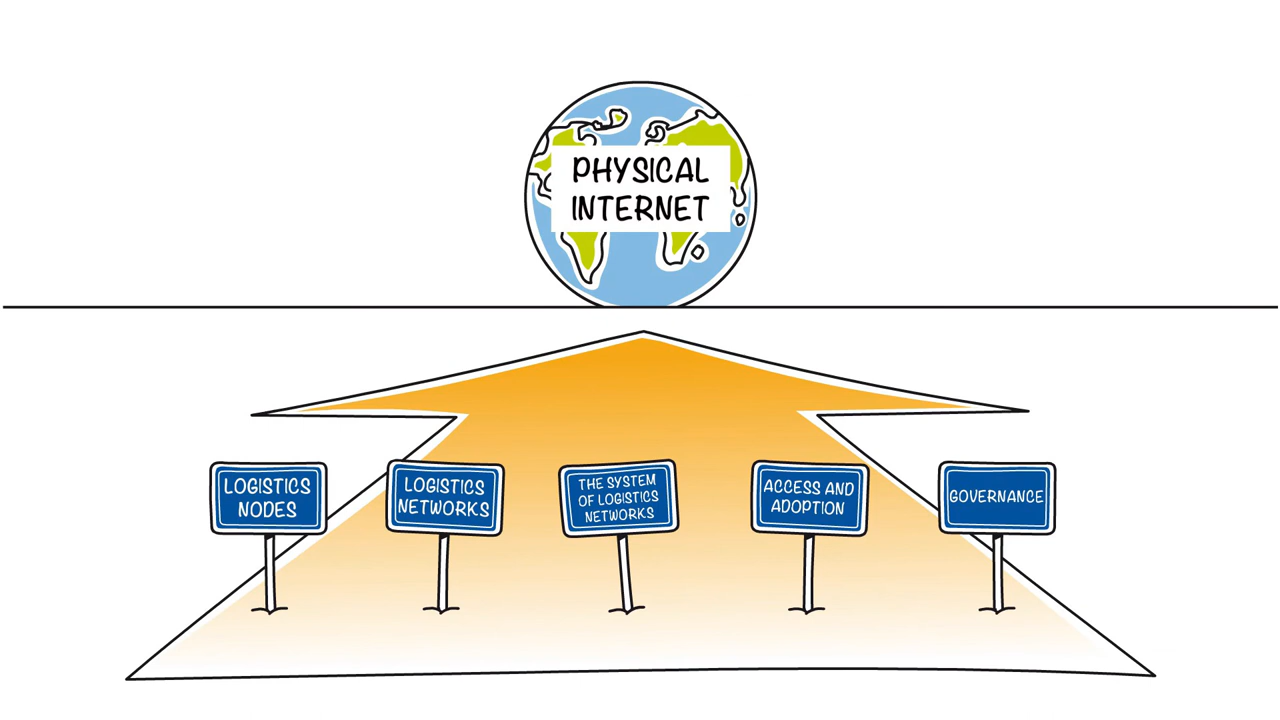 PHYSICAL
INTERNET
LOGISTICS
NODES
LOGISTICS
NETWORKS
THE SYSTEM
OF LOGISTICS
NETWORKS
ACCESS AND
ADOPTION
GOVERNANCE